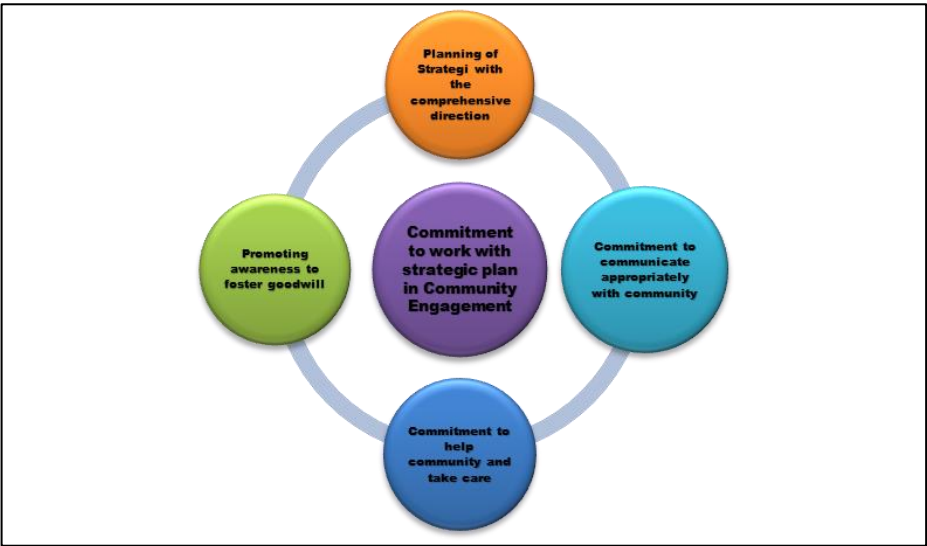 Planning of
Strategi with
the
comprehensive
direction
Promoting
awareness to
foster goodwill
Commitment
to work with
strategic plan
in Community
Engagement
Commitment to
communicate
appropriately
with community
Commitment to
help
community and
take care